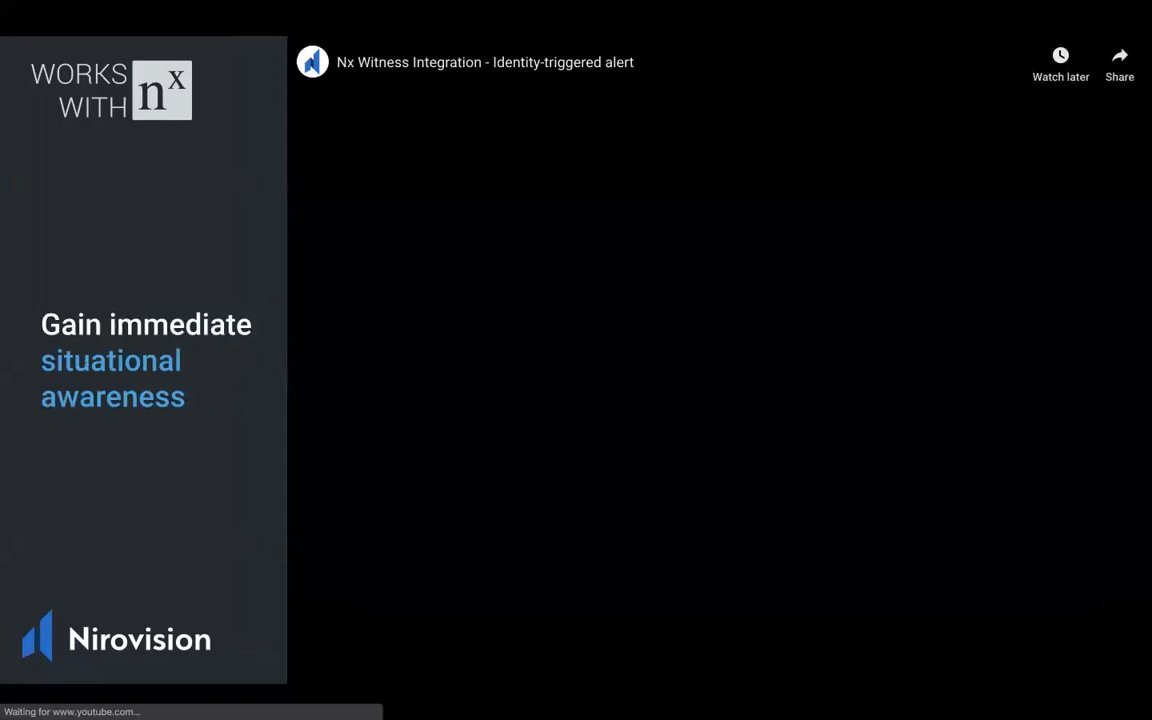 WORKS
WITH nx
Nx Witness Integration - Identity-triggered alert
Watch later
Share
Gain immediate
situational
awareness
Nirovision
Waiting for www.youtube.com...